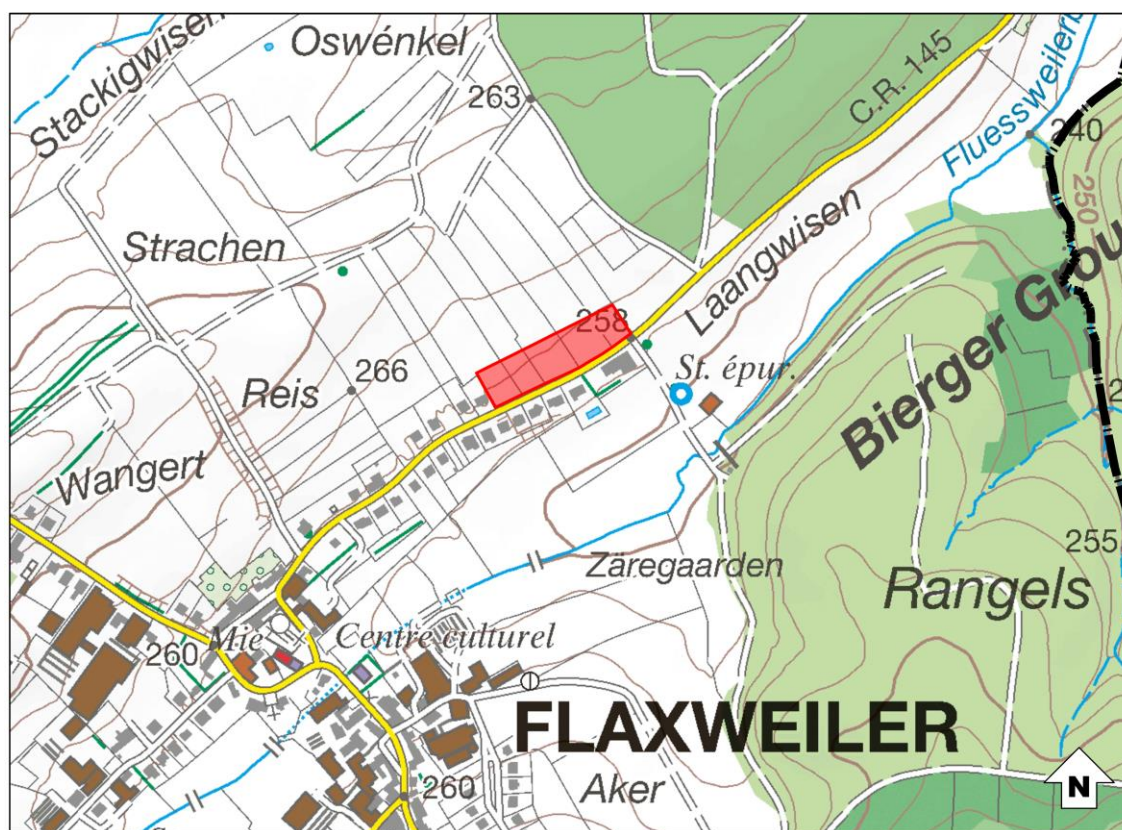 Oswénkel
Stackigwisen
263
C.R. 145
240
Fluessweilerb
250
Strachen
Laangwisen
258
Bierger Grou
266
St. épur.
Reis
Wangert
255
Zäregaarden
Rangels
Mie
Centre culturel
260
FLAXWEILER
Aker
260
N